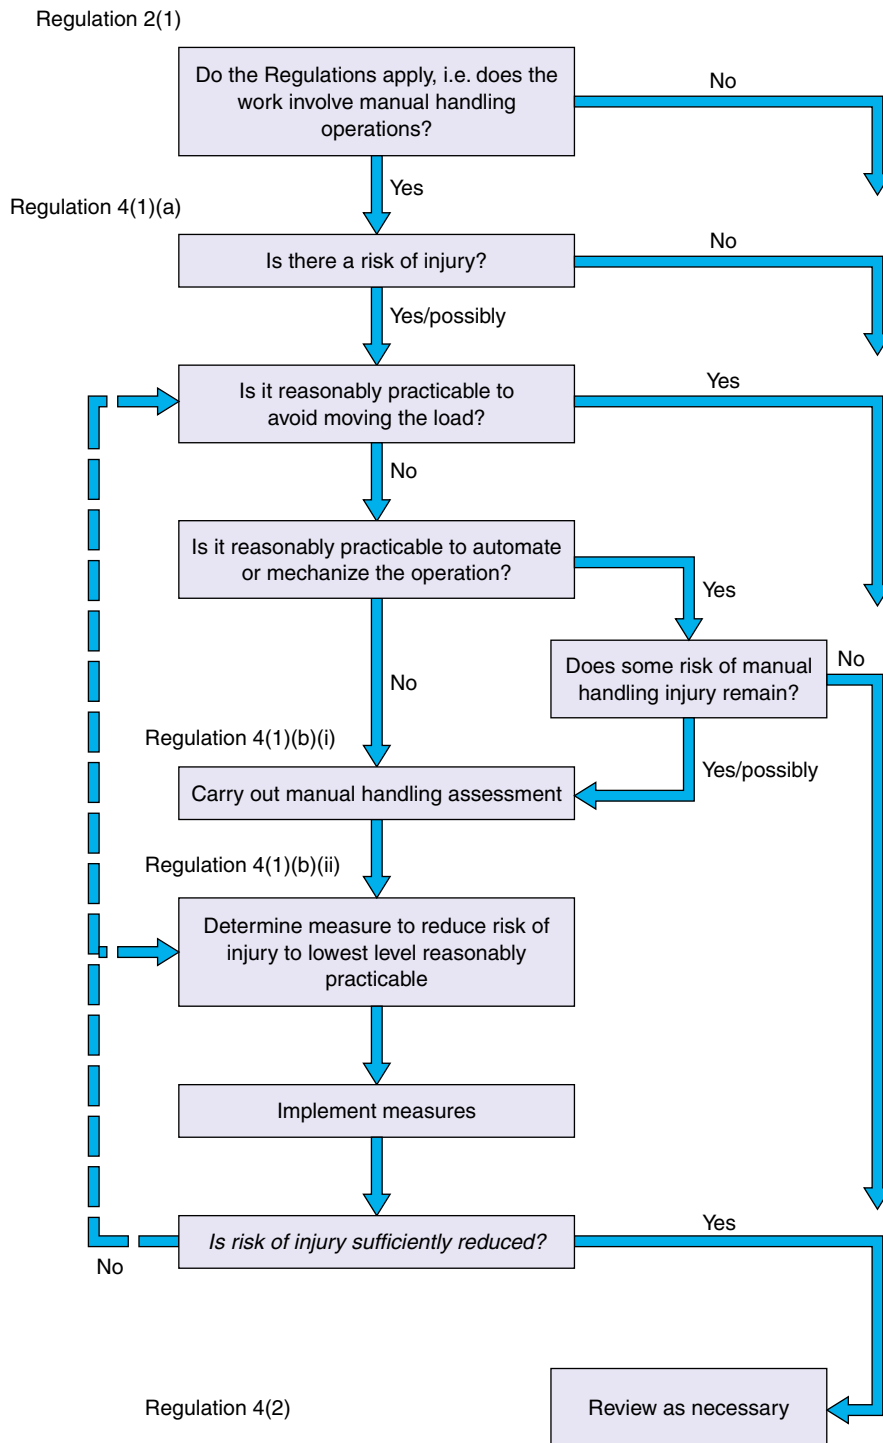 Regulation 2(1)
Do the Regulations apply, i.e. does the
work involve manual handling
operations?
No
Yes
Regulation 4(1)(a)
Is there a risk of injury?
No
Yes/possibly
Is it reasonably practicable to
avoid moving the load?
Yes
No
Is it reasonably practicable to automate
or mechanize the operation?
Yes
Does some risk of manual
handling injury remain?
No
No
Yes/possibly
Regulation 4(1)(b)(i)
Carry out manual handling assessment
Regulation 4(1)(b)(ii)
Determine measure to reduce risk of
injury to lowest level reasonably
practicable
Implement measures
Is risk of injury sufficiently reduced?
Yes
No
Regulation 4(2)
Review as necessary